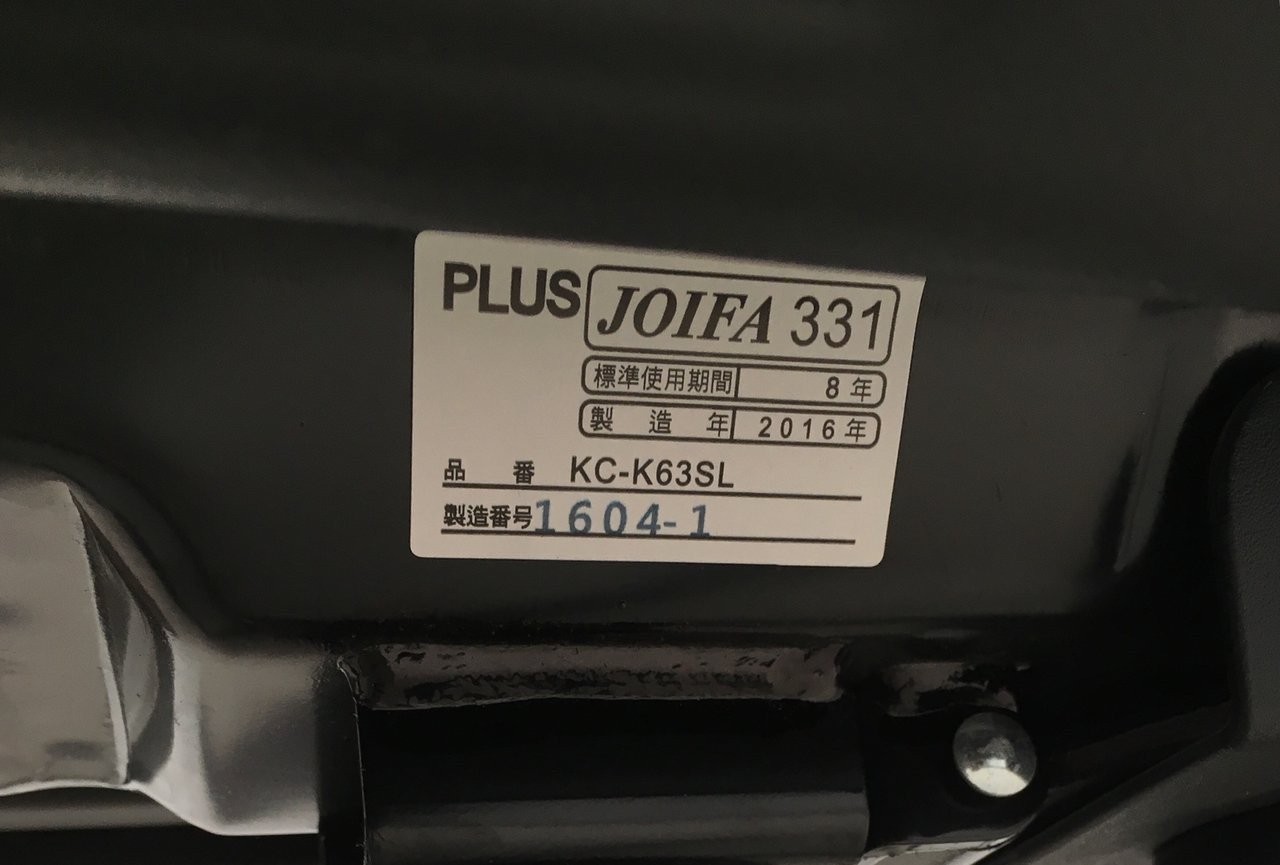 PLUS JOIFA 331
標準使用期間 8年
製造年 2016年
品番 KC-K63SL
製造番号 1604-1